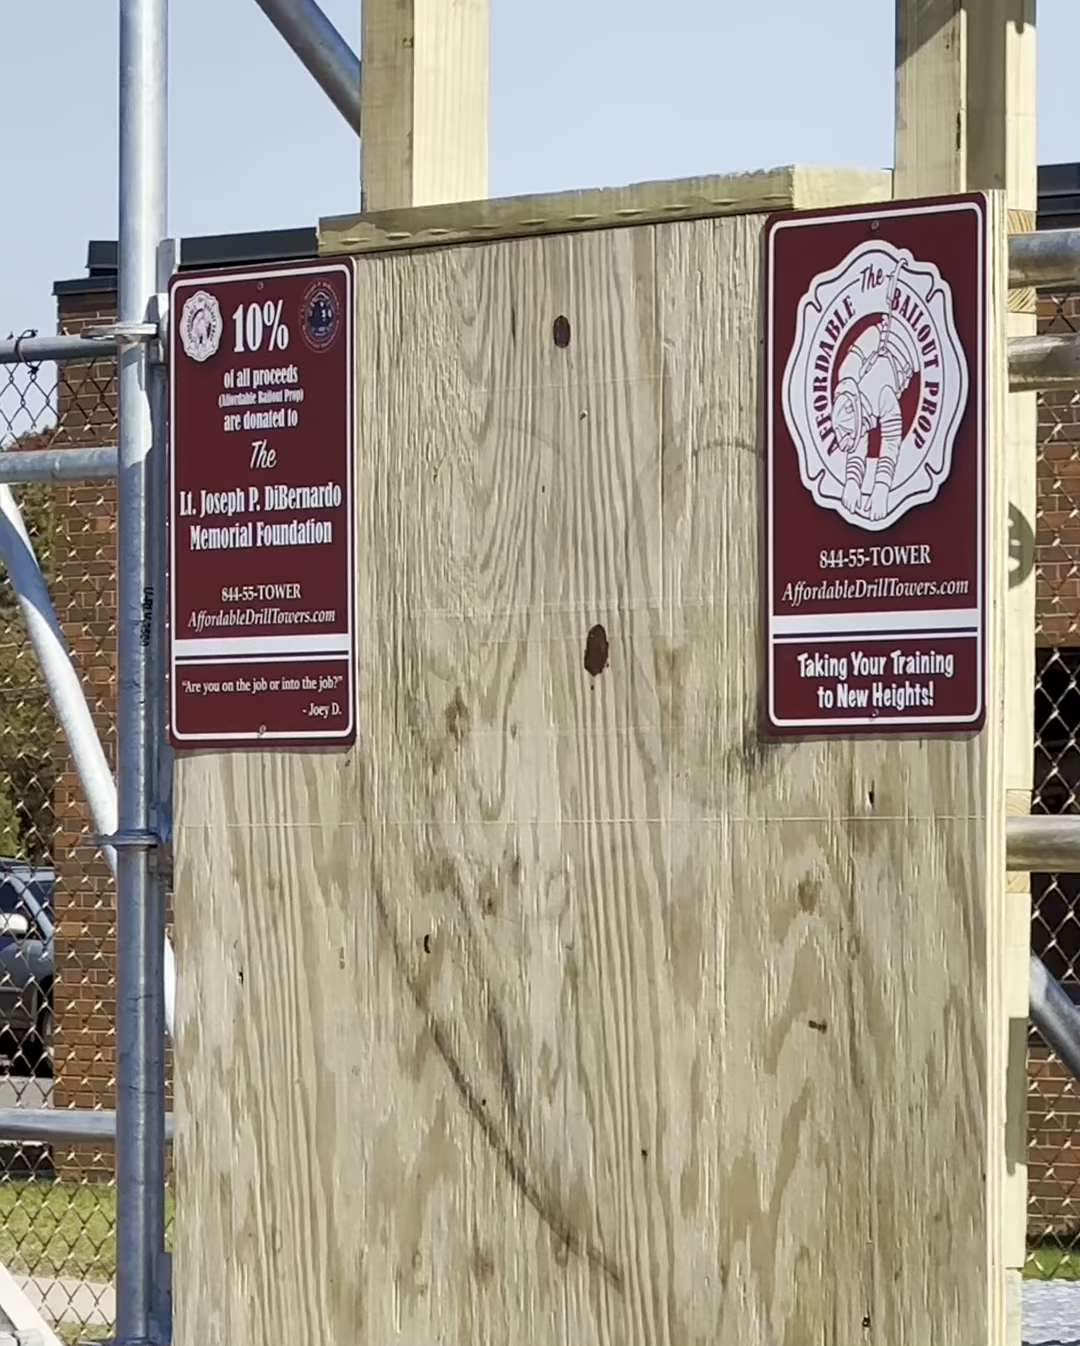 10%
of all proceeds
(Affordable Bailout Prop)
are donated to
The
Lt. Joseph P. DiBernardo
Memorial Foundation
844-55-TOWER
AffordableDrillTowers.com
"Are you on the job or into the job?"
- Joey D.
The
AFFORDABLE BAILOUT PROP
844-55-TOWER
AffordableDrillTowers.com
Taking Your Training
to New Heights!